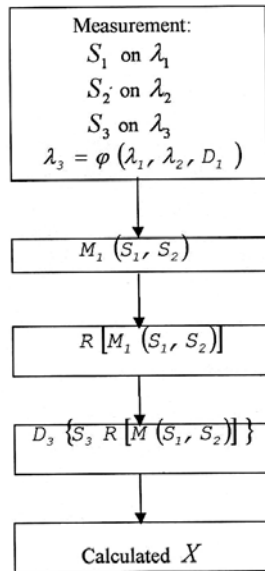 Measurement:
S₁ on λ₁
S₂ on λ₂
S₃ on λ₃
λ₃ = φ (λ₁, λ₂, D₁ )
M₁ (S₁, S₂)
R [M₁ (S₁, S₂)]
D₃ {S₃ R [M (S₁, S₂)] }
Calculated X